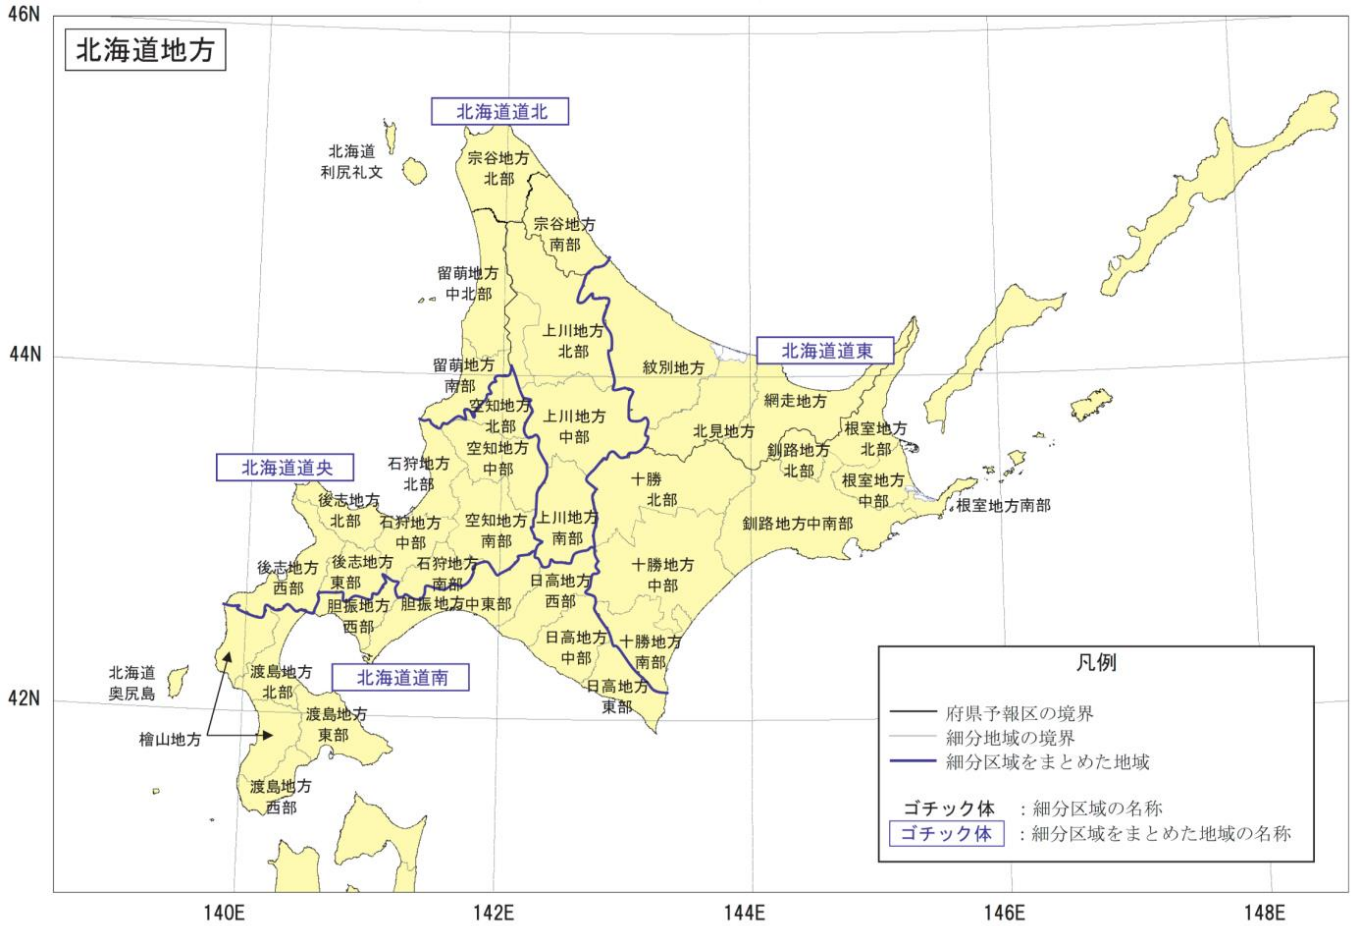 46N
北海道地方
北海道道北
北海道
利尻礼文
宗谷地方
北部
宗谷地方
南部
留萌地方
中北部
上川地方
北部
44N
北海道道東
留萌地方
南部
紋別地方
網走地方
空知地方
北部
上川地方
中部
北見地方
根室地方
北部
釧路地方
北部
空知地方
中部
北海道道央
石狩地方
北部
十勝
北部
根室地方
中部
根室地方南部
後志地方
北部
石狩地方
中部
空知地方
南部
上川地方
南部
釧路地方中南部
後志地方
西部
後志地方
東部
石狩地方
南部
十勝地方
中部
日高地方
西部
胆振地方
西部
胆振地方中東部
日高地方
中部
十勝地方
南部
北海道
奥尻島
渡島地方
北部
北海道道南
日高地方
東部
42N
檜山地方
渡島地方
東部
渡島地方
西部
凡例
府県予報区の境界
細分地域の境界
細分区域をまとめた地域
ゴチック体 : 細分区域の名称
ゴチック体 : 細分区域をまとめた地域の名称
140E 142E 144E 146E 148E